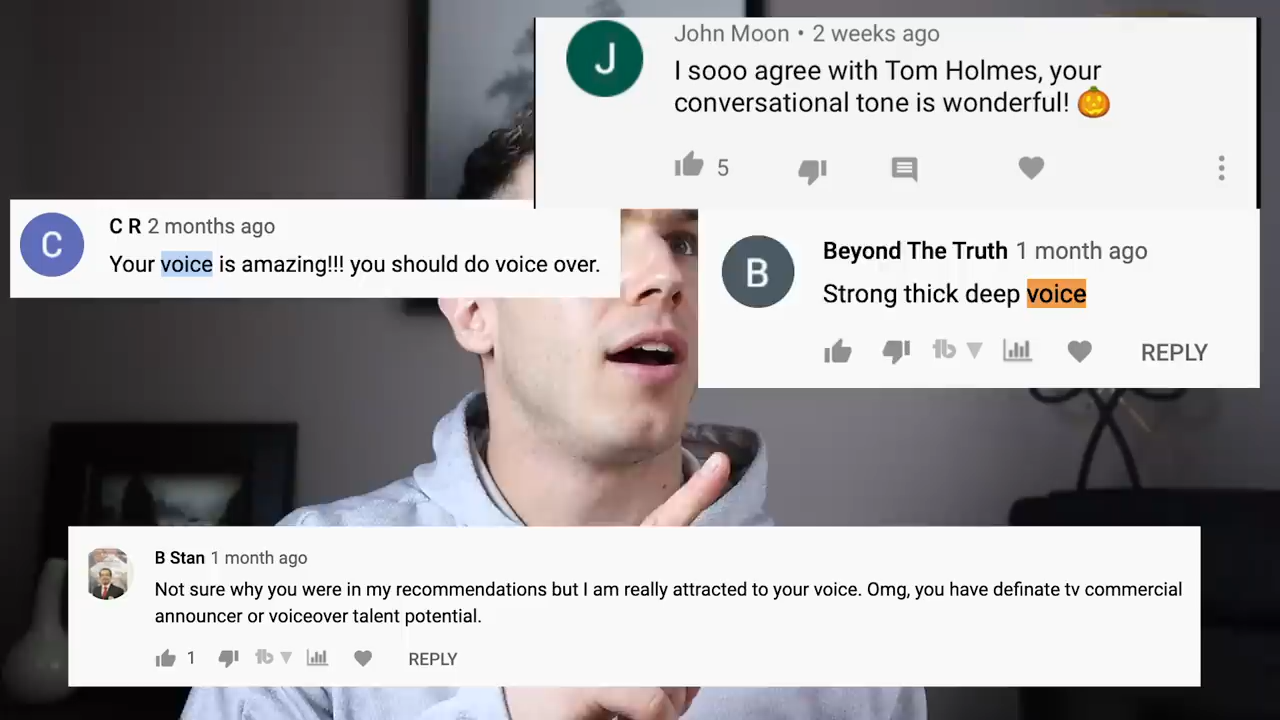 J
John Moon • 2 weeks ago
I sooo agree with Tom Holmes, your
conversational tone is wonderful! 🎃
5
C
C R 2 months ago
Your voice is amazing!!! you should do voice over.
B
Beyond The Truth 1 month ago
Strong thick deep voice
tb
REPLY
B Stan 1 month ago
Not sure why you were in my recommendations but I am really attracted to your voice. Omg, you have definate tv commercial
announcer or voiceover talent potential.
1 tb
REPLY